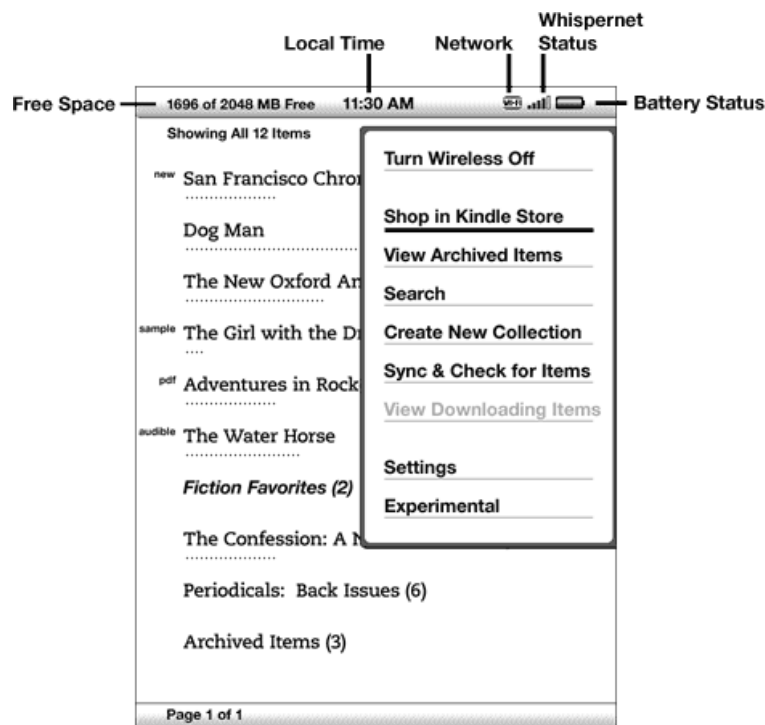 Whispernet
Local Time Network Status
Free Space 1696 of 2048 MB Free 11:30 AM Wi-Fi Battery Status
Showing All 12 Items
Turn Wireless Off
new San Francisco Chron
Shop in Kindle Store
Dog Man
View Archived Items
The New Oxford Am
Search
sample The Girl with the Dr
Create New Collection
Sync & Check for Items
pdf Adventures in Rock
View Downloading Items
audible The Water Horse
Settings
Fiction Favorites (2)
Experimental
The Confession: A N
Periodicals: Back Issues (6)
Archived Items (3)
Page 1 of 1